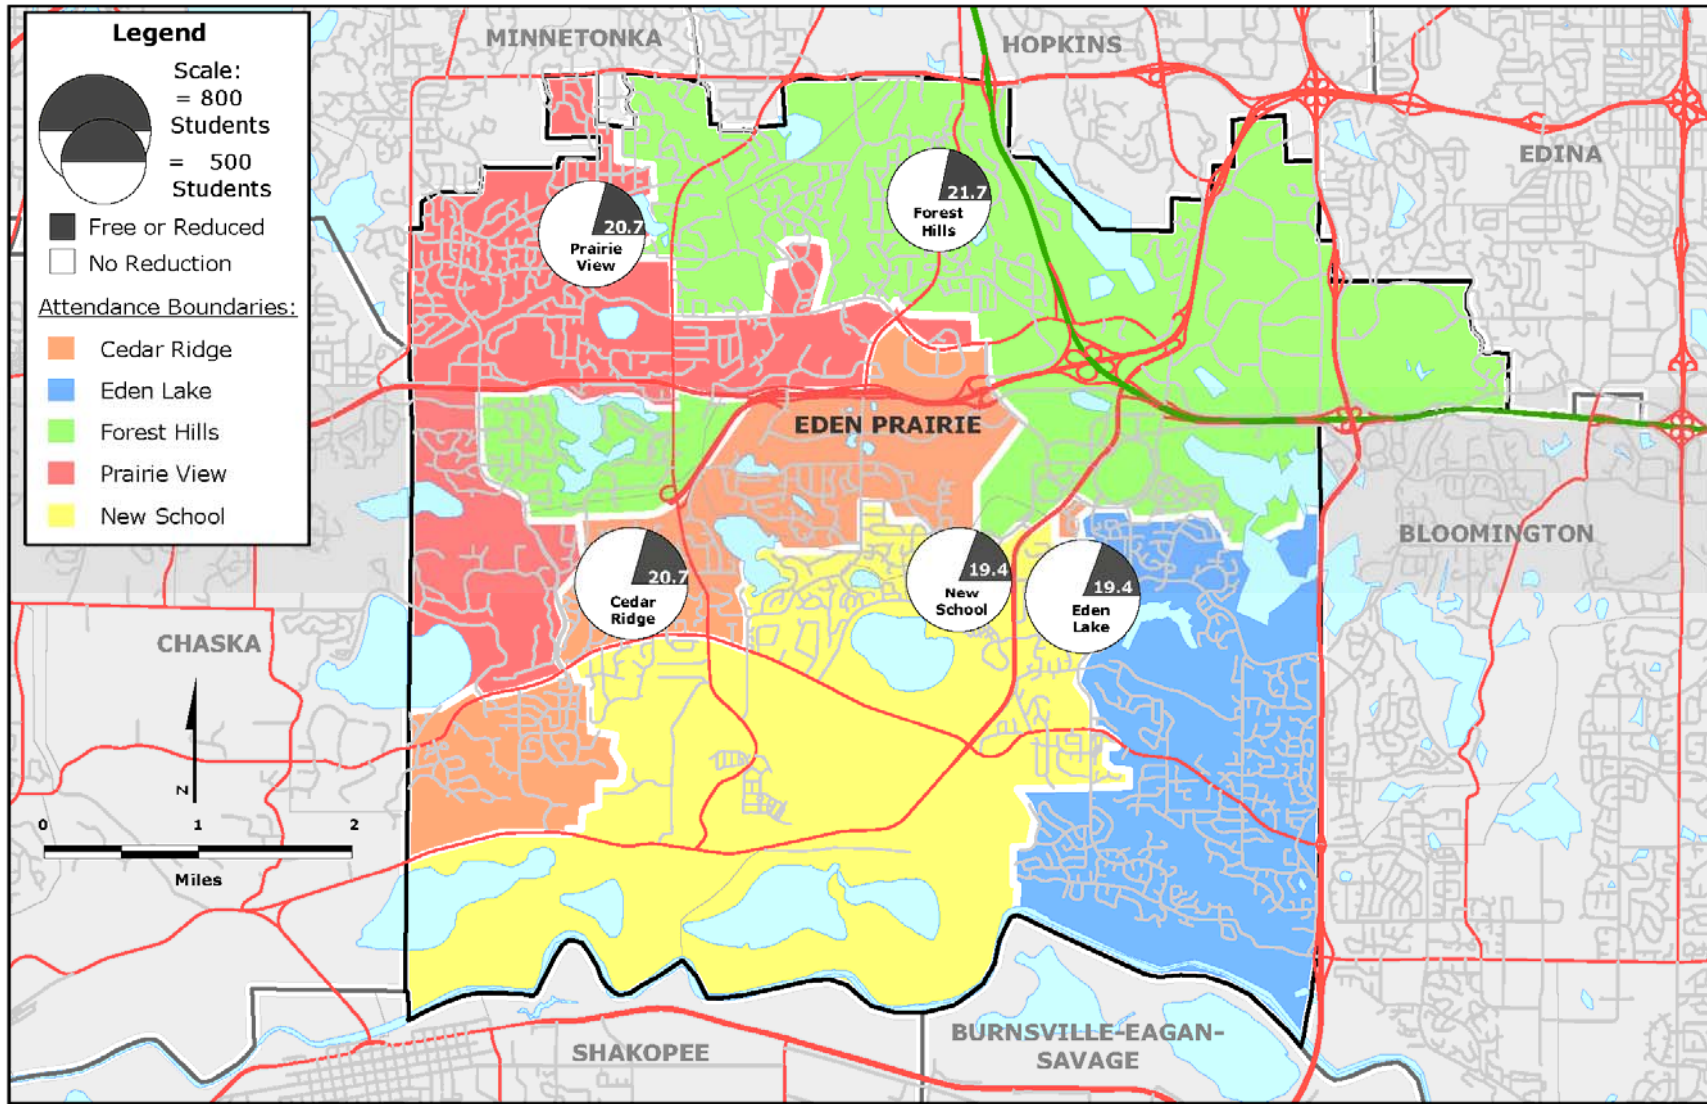 Legend
Scale:
= 800
Students
= 500
Students
Free or Reduced
No Reduction
Attendance Boundaries:
Cedar Ridge
Eden Lake
Forest Hills
Prairie View
New School
MINNETONKA
HOPKINS
EDINA
20.7
Prairie
View
21.7
Forest
Hills
EDEN PRAIRIE
BLOOMINGTON
20.7
Cedar
Ridge
19.4
New
School
19.4
Eden
Lake
CHASKA
N
0 1 2
Miles
SHAKOPEE
BURNSVILLE-EAGAN-
SAVAGE